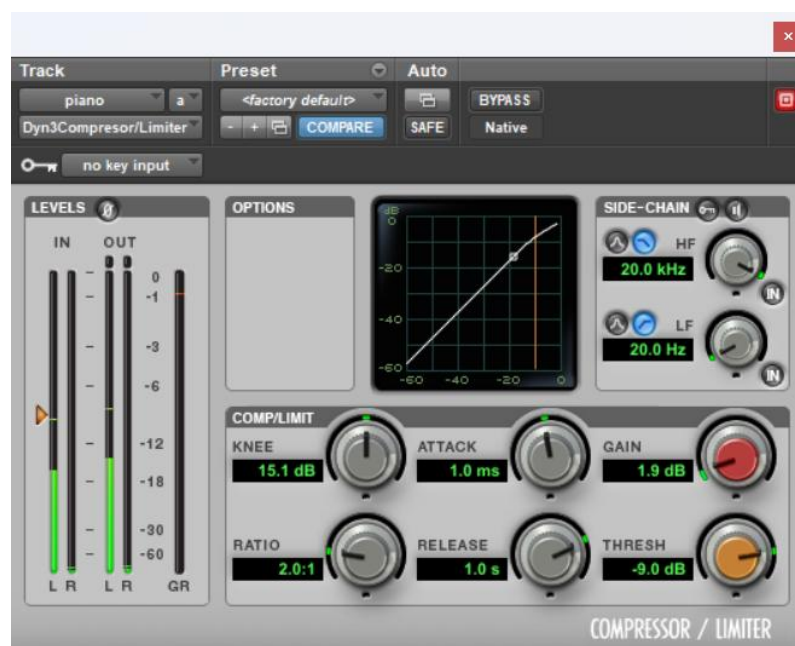 Track Preset Auto
piano a <factory default> BYPASS
Dyn3Compresor/Limiter - + COMPARE SAFE Native
no key input
LEVELS Ø
IN OUT
0
-1
-3
-6
-12
-18
-30
-60
L R L R GR
OPTIONS
dB
0
-20
-40
-60
-60 -40 -20 0
SIDE-CHAIN
HF
20.0 kHz
IN
LF
20.0 Hz
IN
COMP/LIMIT
KNEE ATTACK GAIN
15.1 dB 1.0 ms 1.9 dB
RATIO RELEASE THRESH
2.0:1 1.0 s -9.0 dB
COMPRESSOR / LIMITER